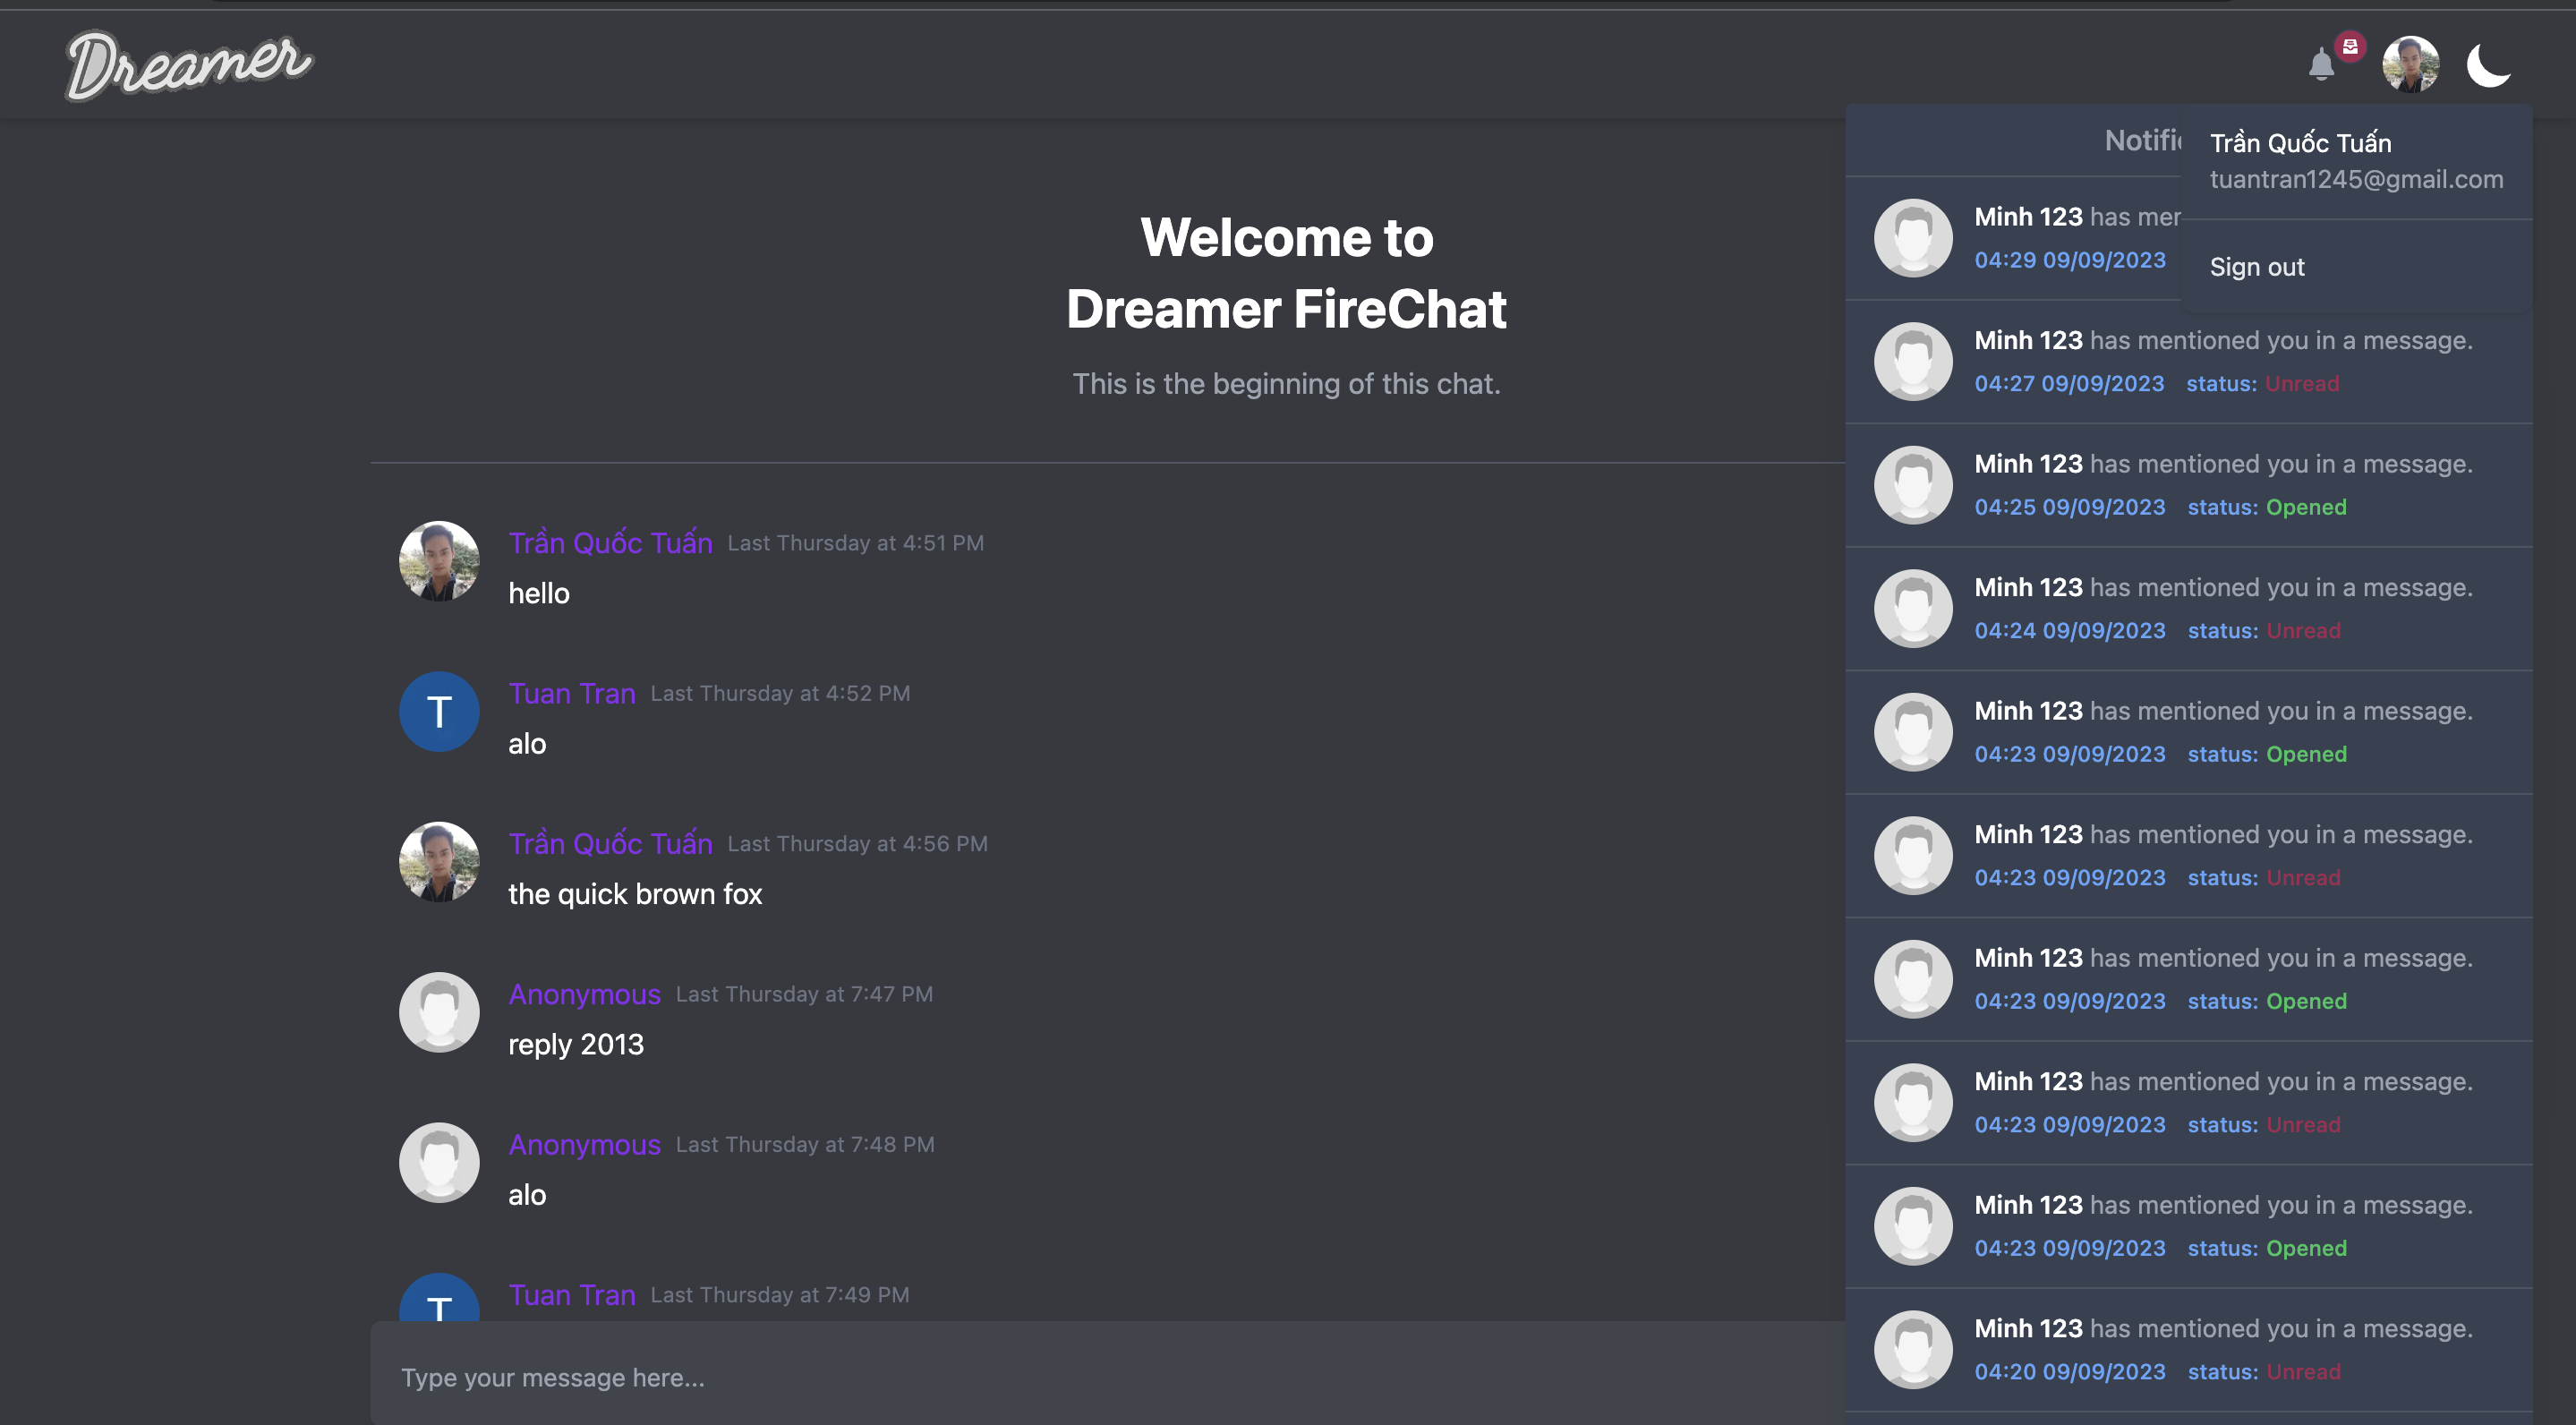 Dreamer
Welcome to
Dreamer FireChat
This is the beginning of this chat.
Trần Quốc Tuấn Last Thursday at 4:51 PM
hello
T
Tuan Tran Last Thursday at 4:52 PM
alo
Trần Quốc Tuấn Last Thursday at 4:56 PM
the quick brown fox
Anonymous Last Thursday at 7:47 PM
reply 2013
Anonymous Last Thursday at 7:48 PM
alo
T
Tuan Tran Last Thursday at 7:49 PM
Type your message here...
Trần Quốc Tuấn
tuantran1245@gmail.com
Sign out
Minh 123 has
04:29 09/09/2023
Minh 123 has mentioned you in a message.
04:27 09/09/2023 status: Unread
Minh 123 has mentioned you in a message.
04:25 09/09/2023 status: Opened
Minh 123 has mentioned you in a message.
04:24 09/09/2023 status: Unread
Minh 123 has mentioned you in a message.
04:23 09/09/2023 status: Opened
Minh 123 has mentioned you in a message.
04:23 09/09/2023 status: Unread
Minh 123 has mentioned you in a message.
04:23 09/09/2023 status: Opened
Minh 123 has mentioned you in a message.
04:23 09/09/2023 status: Unread
Minh 123 has mentioned you in a message.
04:23 09/09/2023 status: Opened
Minh 123 has mentioned you in a message.
04:20 09/09/2023 status: Unread